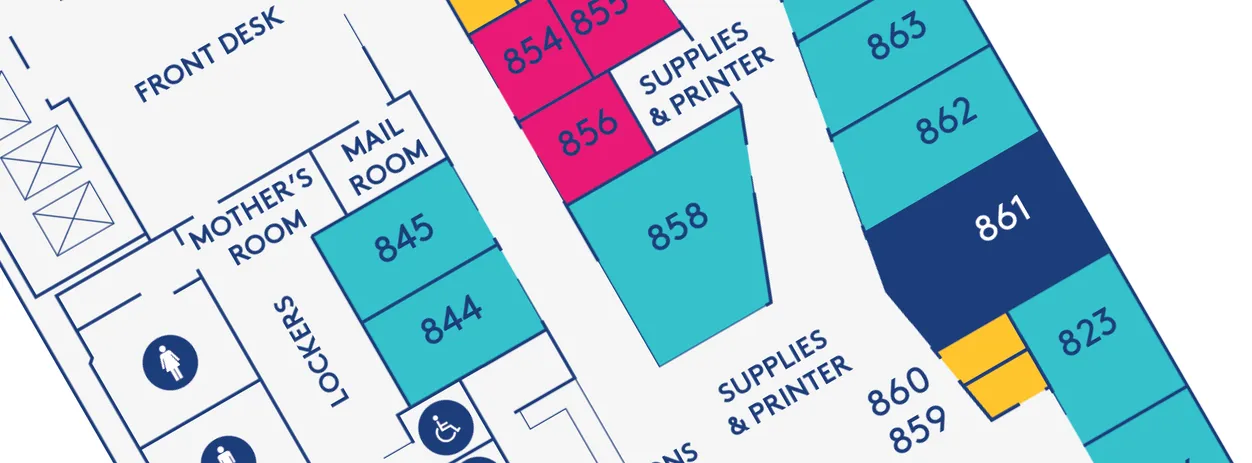 FRONT DESK
854
855
SUPPLIES
& PRINTER
863
862
856
MAIL
ROOM
MOTHER'S
ROOM
845
858
861
844
LOCKERS
823
SUPPLIES
& PRINTER
860
859